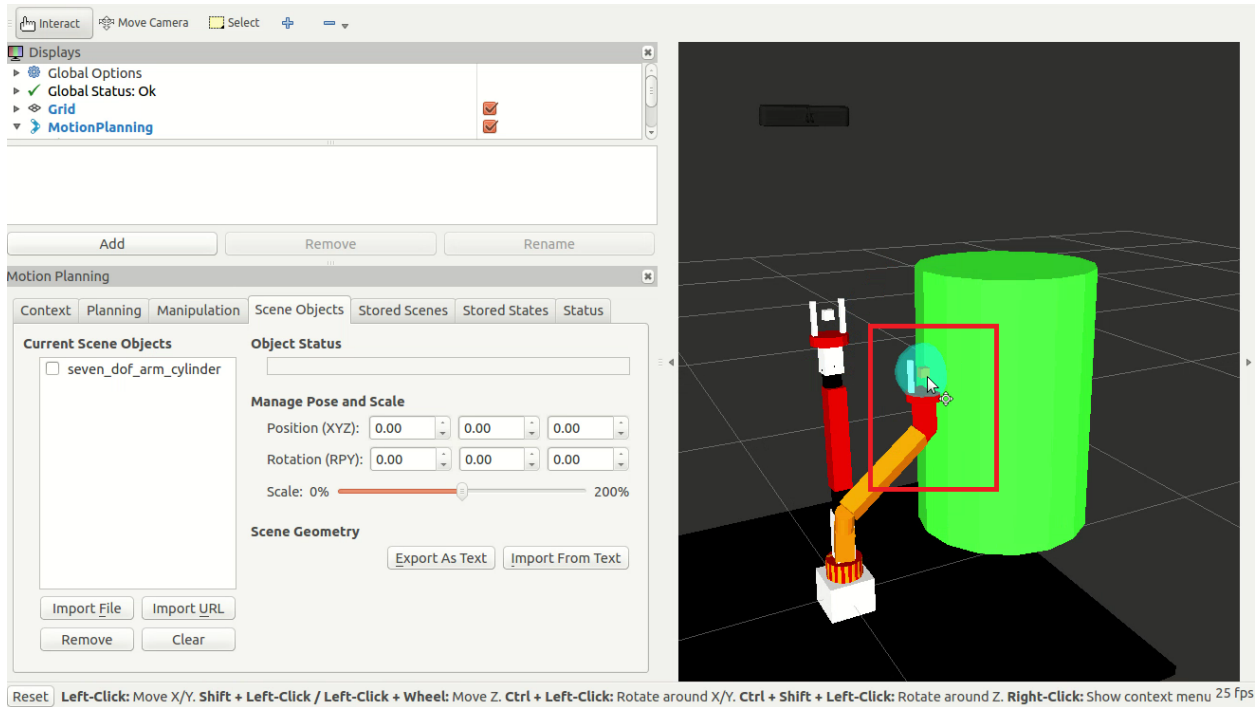 Interact Move Camera Select
Displays
Global Options
Global Status: Ok
Grid
MotionPlanning
Add Remove Rename
Motion Planning
Context Planning Manipulation Scene Objects Stored Scenes Stored States Status
Current Scene Objects Object Status
seven_dof_arm_cylinder
Manage Pose and Scale
Position (XYZ): 0.00 0.00 0.00
Rotation (RPY): 0.00 0.00 0.00
Scale: 0% 200%
Scene Geometry
Export As Text Import From Text
Import File Import URL
Remove Clear
Reset Left-Click: Move X/Y. Shift + Left-Click / Left-Click + Wheel: Move Z. Ctrl + Left-Click: Rotate around X/Y. Ctrl + Shift + Left-Click: Rotate around Z. Right-Click: Show context menu 25 fps